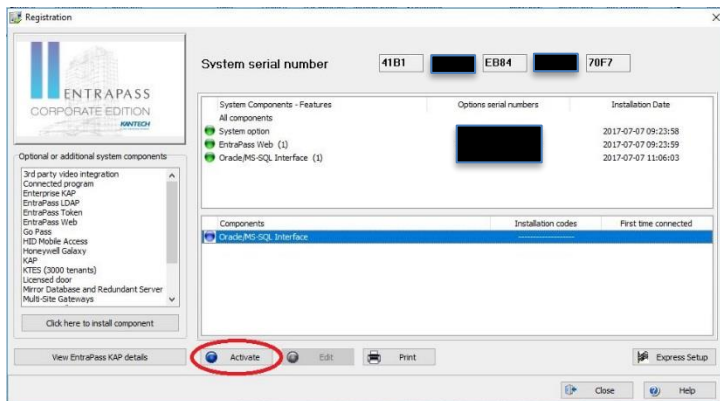 Registration
ENTRAPASS
CORPORATE EDITION
KANTECH
System serial number
41B1
EB84
70F7
System Components - Features
Options serial numbers
Installation Date
All components
System option
2017-07-07 09:23:58
EntraPass Web (1)
2017-07-07 09:23:59
Oracle/MS-SQL Interface (1)
2017-07-07 11:06:03
Optional or additional system components
3rd party video integration
Connected program
Enterprise KAP
EntraPass LDAP
EntraPass Token
EntraPass Web
Go Pass
HID Mobile Access
Honeywell Galaxy
KAP
KTES (3000 tenants)
Licensed door
Mirror Database and Redundant Server
Multi-Site Gateways
Click here to install component
View EntraPass KAP details
Components
Installation codes
First time connected
Oracle/MS-SQL Interface
Activate
Edit
Print
Express Setup
Close
Help